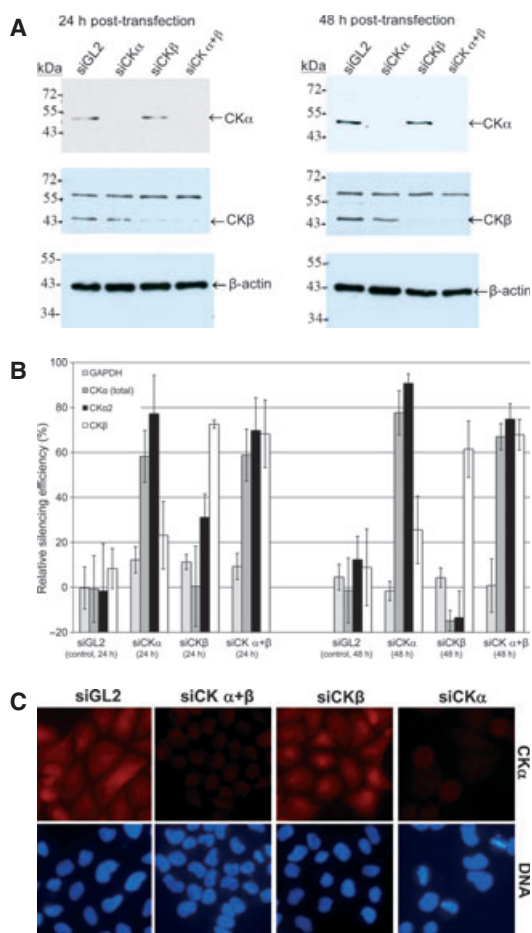 A
24 h post-transfection
48 h post-transfection
kDa siGL2 siCKα siCKβ siCK α+β
kDa siGL2 siCKα siCKβ siCK α+β
72-
55-
43-
←CKα
72-
55-
43-
←CKα
72-
55-
43-
←CKβ
72-
55-
43-
←CKβ
55-
43-
34-
←β-actin
55-
43-
34-
←β-actin
B
Relative silencing efficiency (%)
100
80
60
40
20
0
−20
GAPDH
CKα (total)
CKα2
CKβ
siGL2 siCKα siCKβ siCK α+β siGL2 siCKα siCKβ siCK α+β
(control, 24 h) (24 h) (24 h) (24 h) (control, 48 h) (48 h) (48 h) (48 h)
C
siGL2 siCK α+β siCKβ siCKα
CKα
DNA